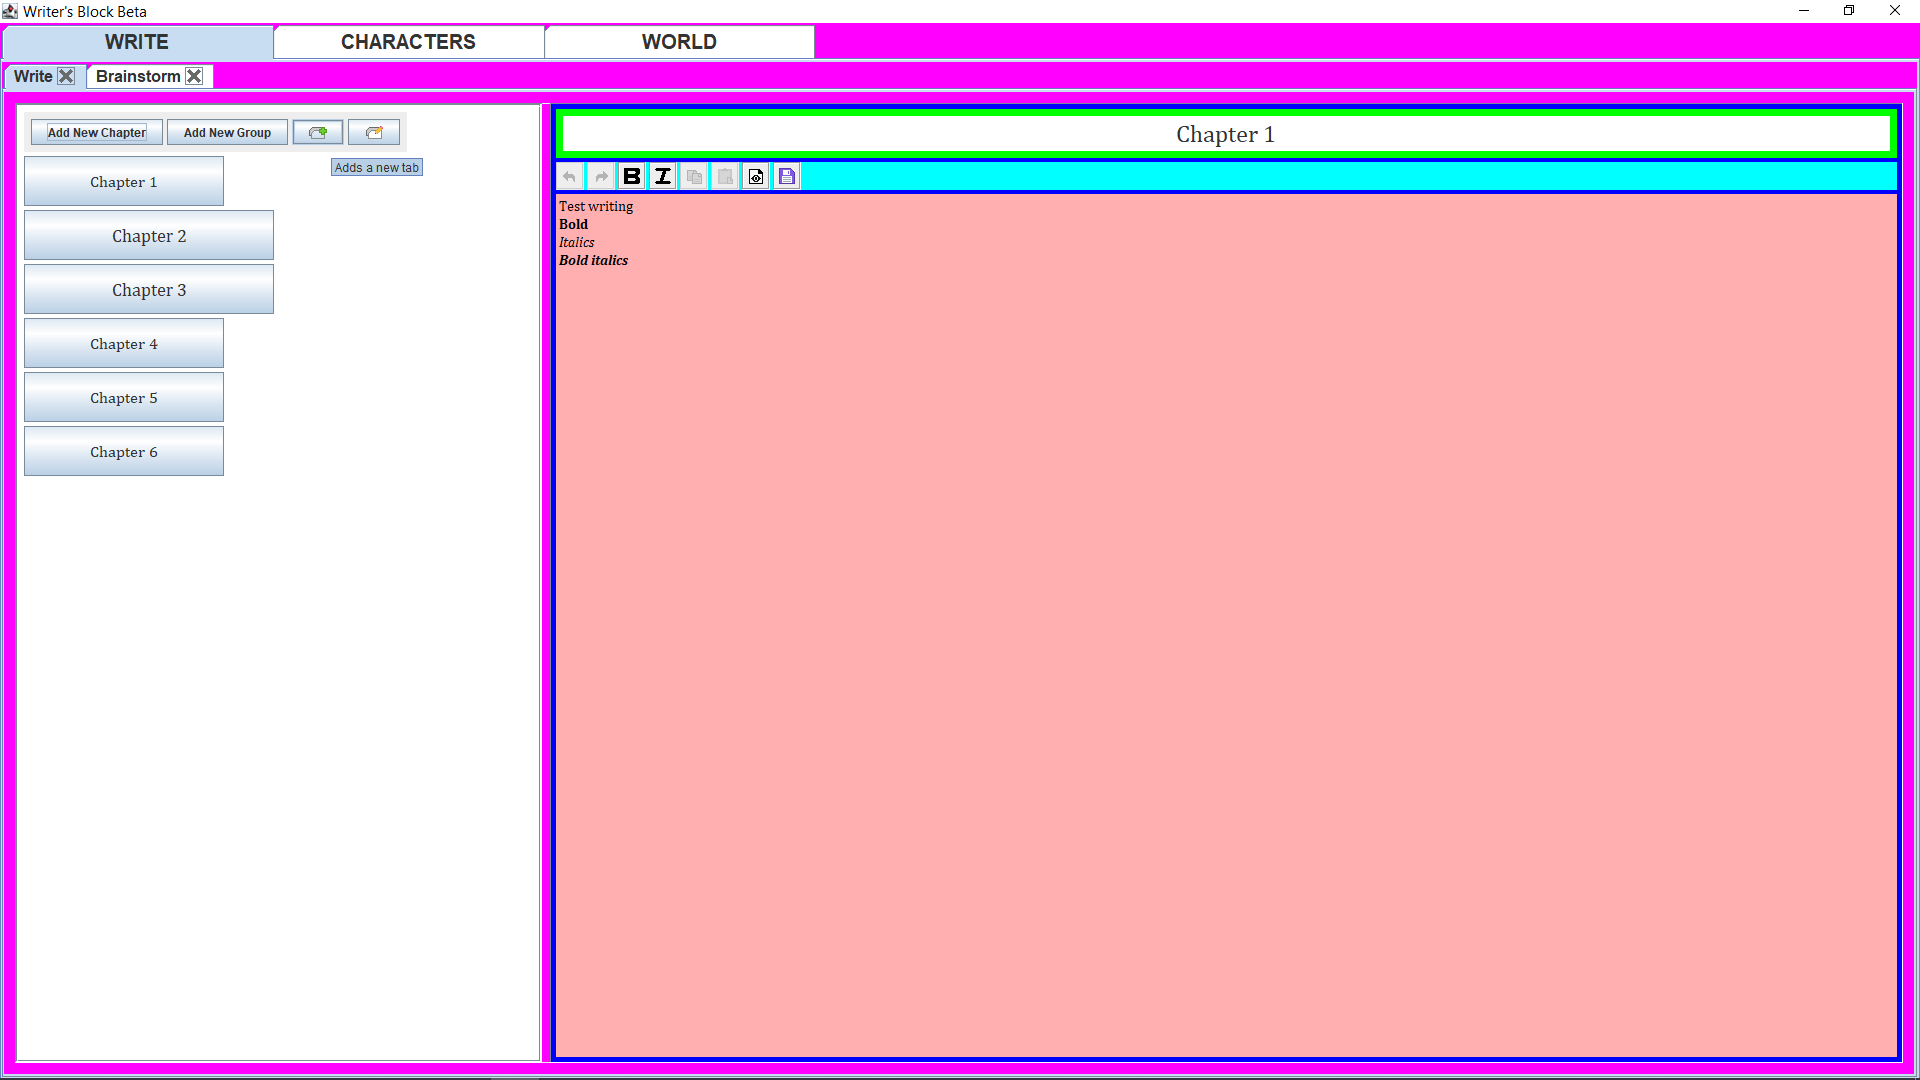 Writer's Block Beta
WRITE
CHARACTERS
WORLD
Write
Brainstorm
Add New Chapter
Add New Group
Adds a new tab
Chapter 1
Chapter 2
Chapter 3
Chapter 4
Chapter 5
Chapter 6
Chapter 1
B I
Test writing
Bold
Italics
Bold italics